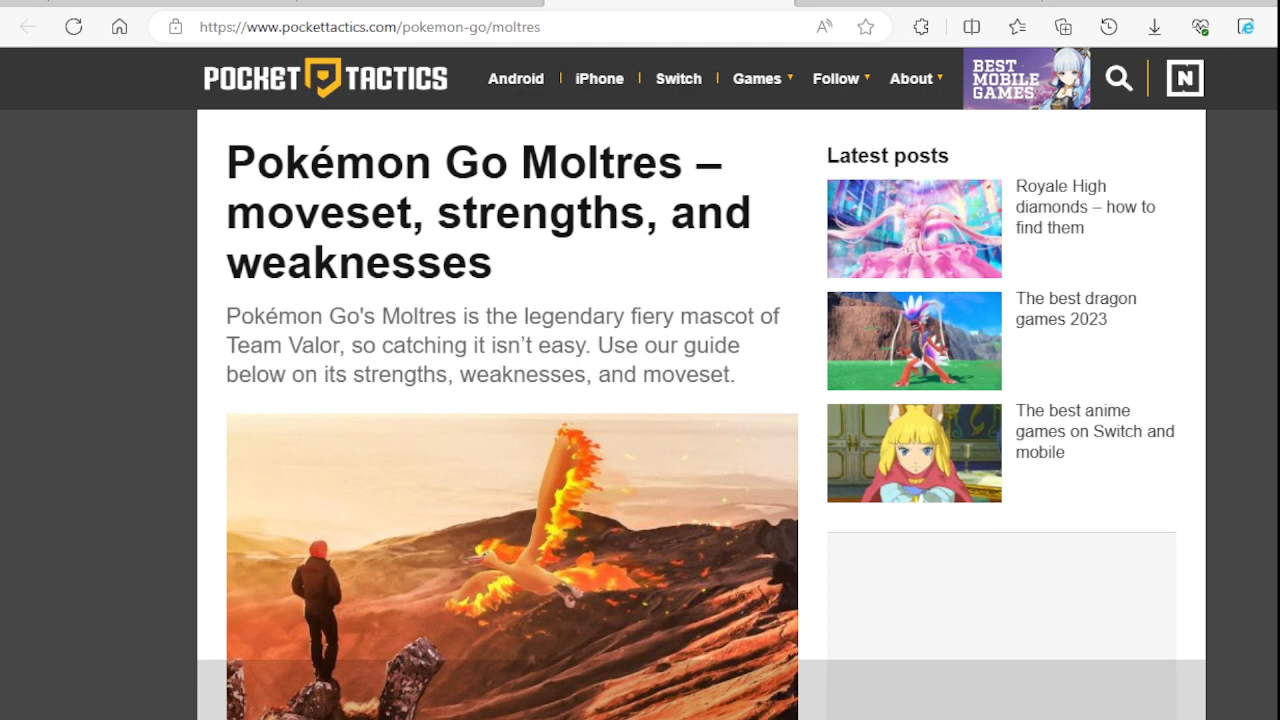 https://www.pockettactics.com/pokemon-go/moltres
POCKET TACTICS
Android
iPhone
Switch
Games
Follow
About
BEST
MOBILE
GAMES
N
Pokémon Go Moltres –
moveset, strengths, and
weaknesses
Pokémon Go's Moltres is the legendary fiery mascot of
Team Valor, so catching it isn’t easy. Use our guide
below on its strengths, weaknesses, and moveset.
Latest posts
Royale High
diamonds – how to
find them
The best dragon
games 2023
The best anime
games on Switch and
mobile